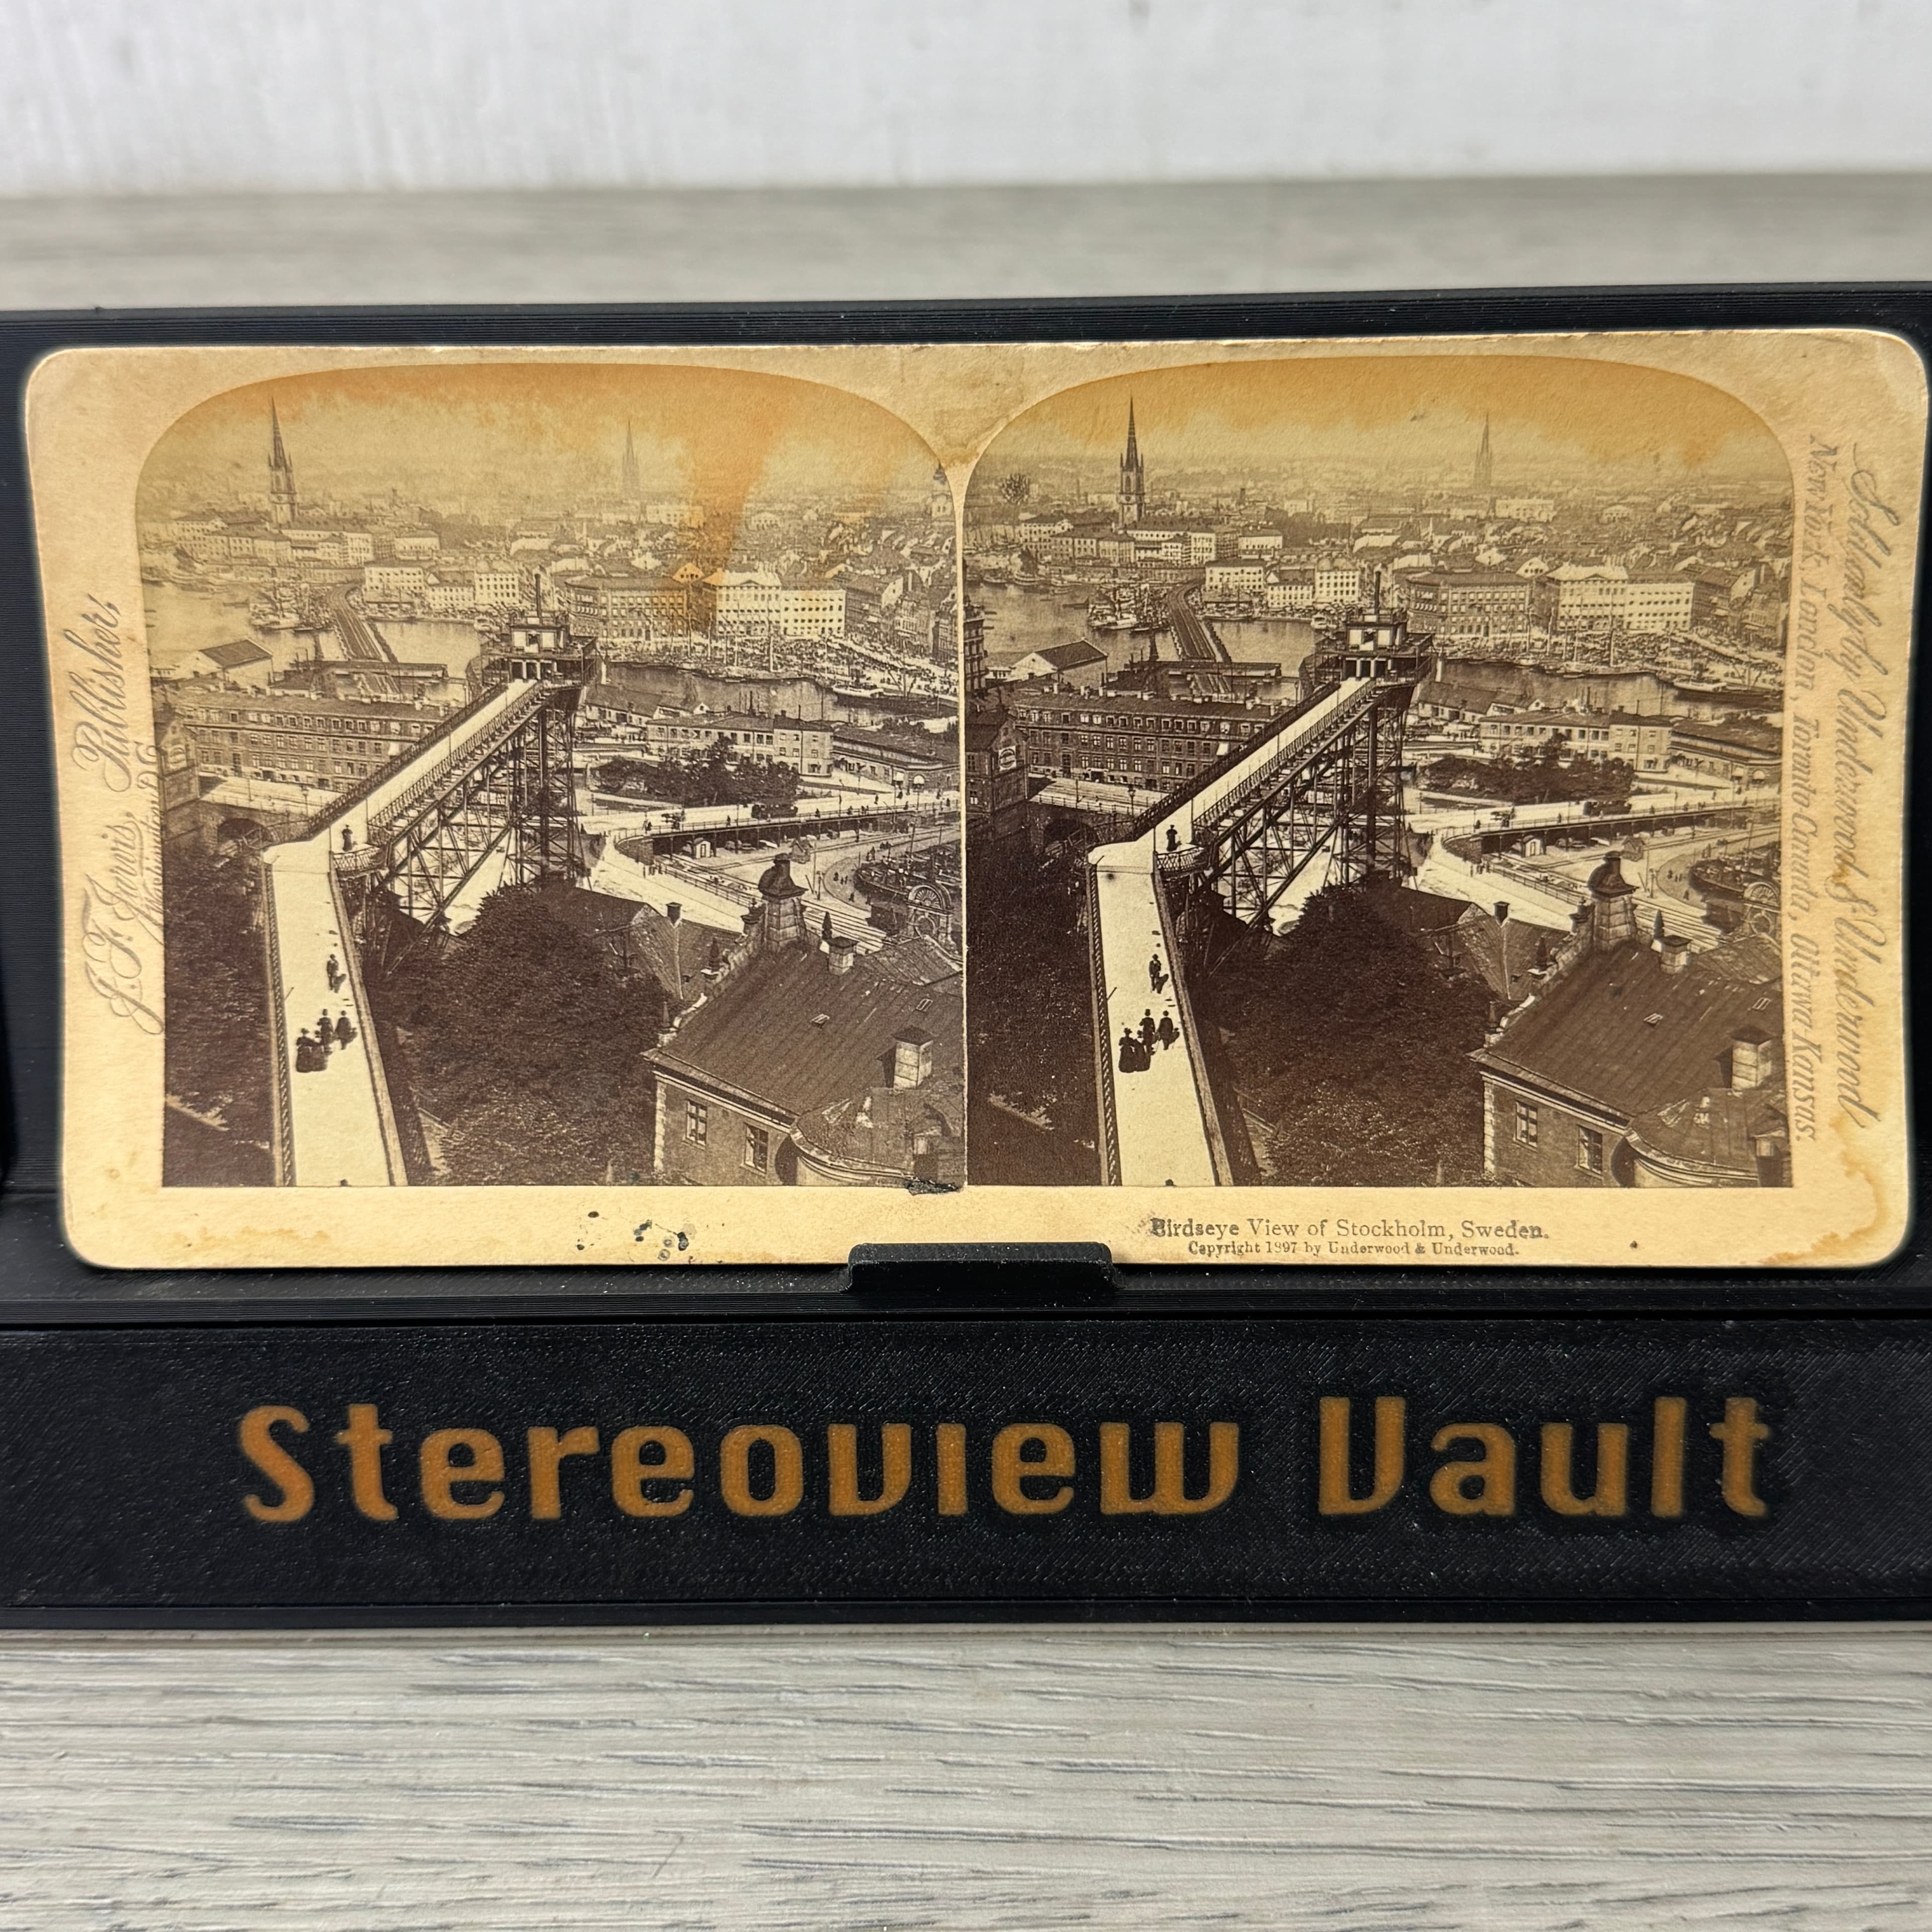 J. F. Jarvis, Publisher,
Washington, D.C.
Sold only by Underwood & Underwood
New York, London, Toronto Canada, Ottawa Kansas.
Birdseye View of Stockholm, Sweden.
Copyright 1897 by Underwood & Underwood.
Stereoview Vault